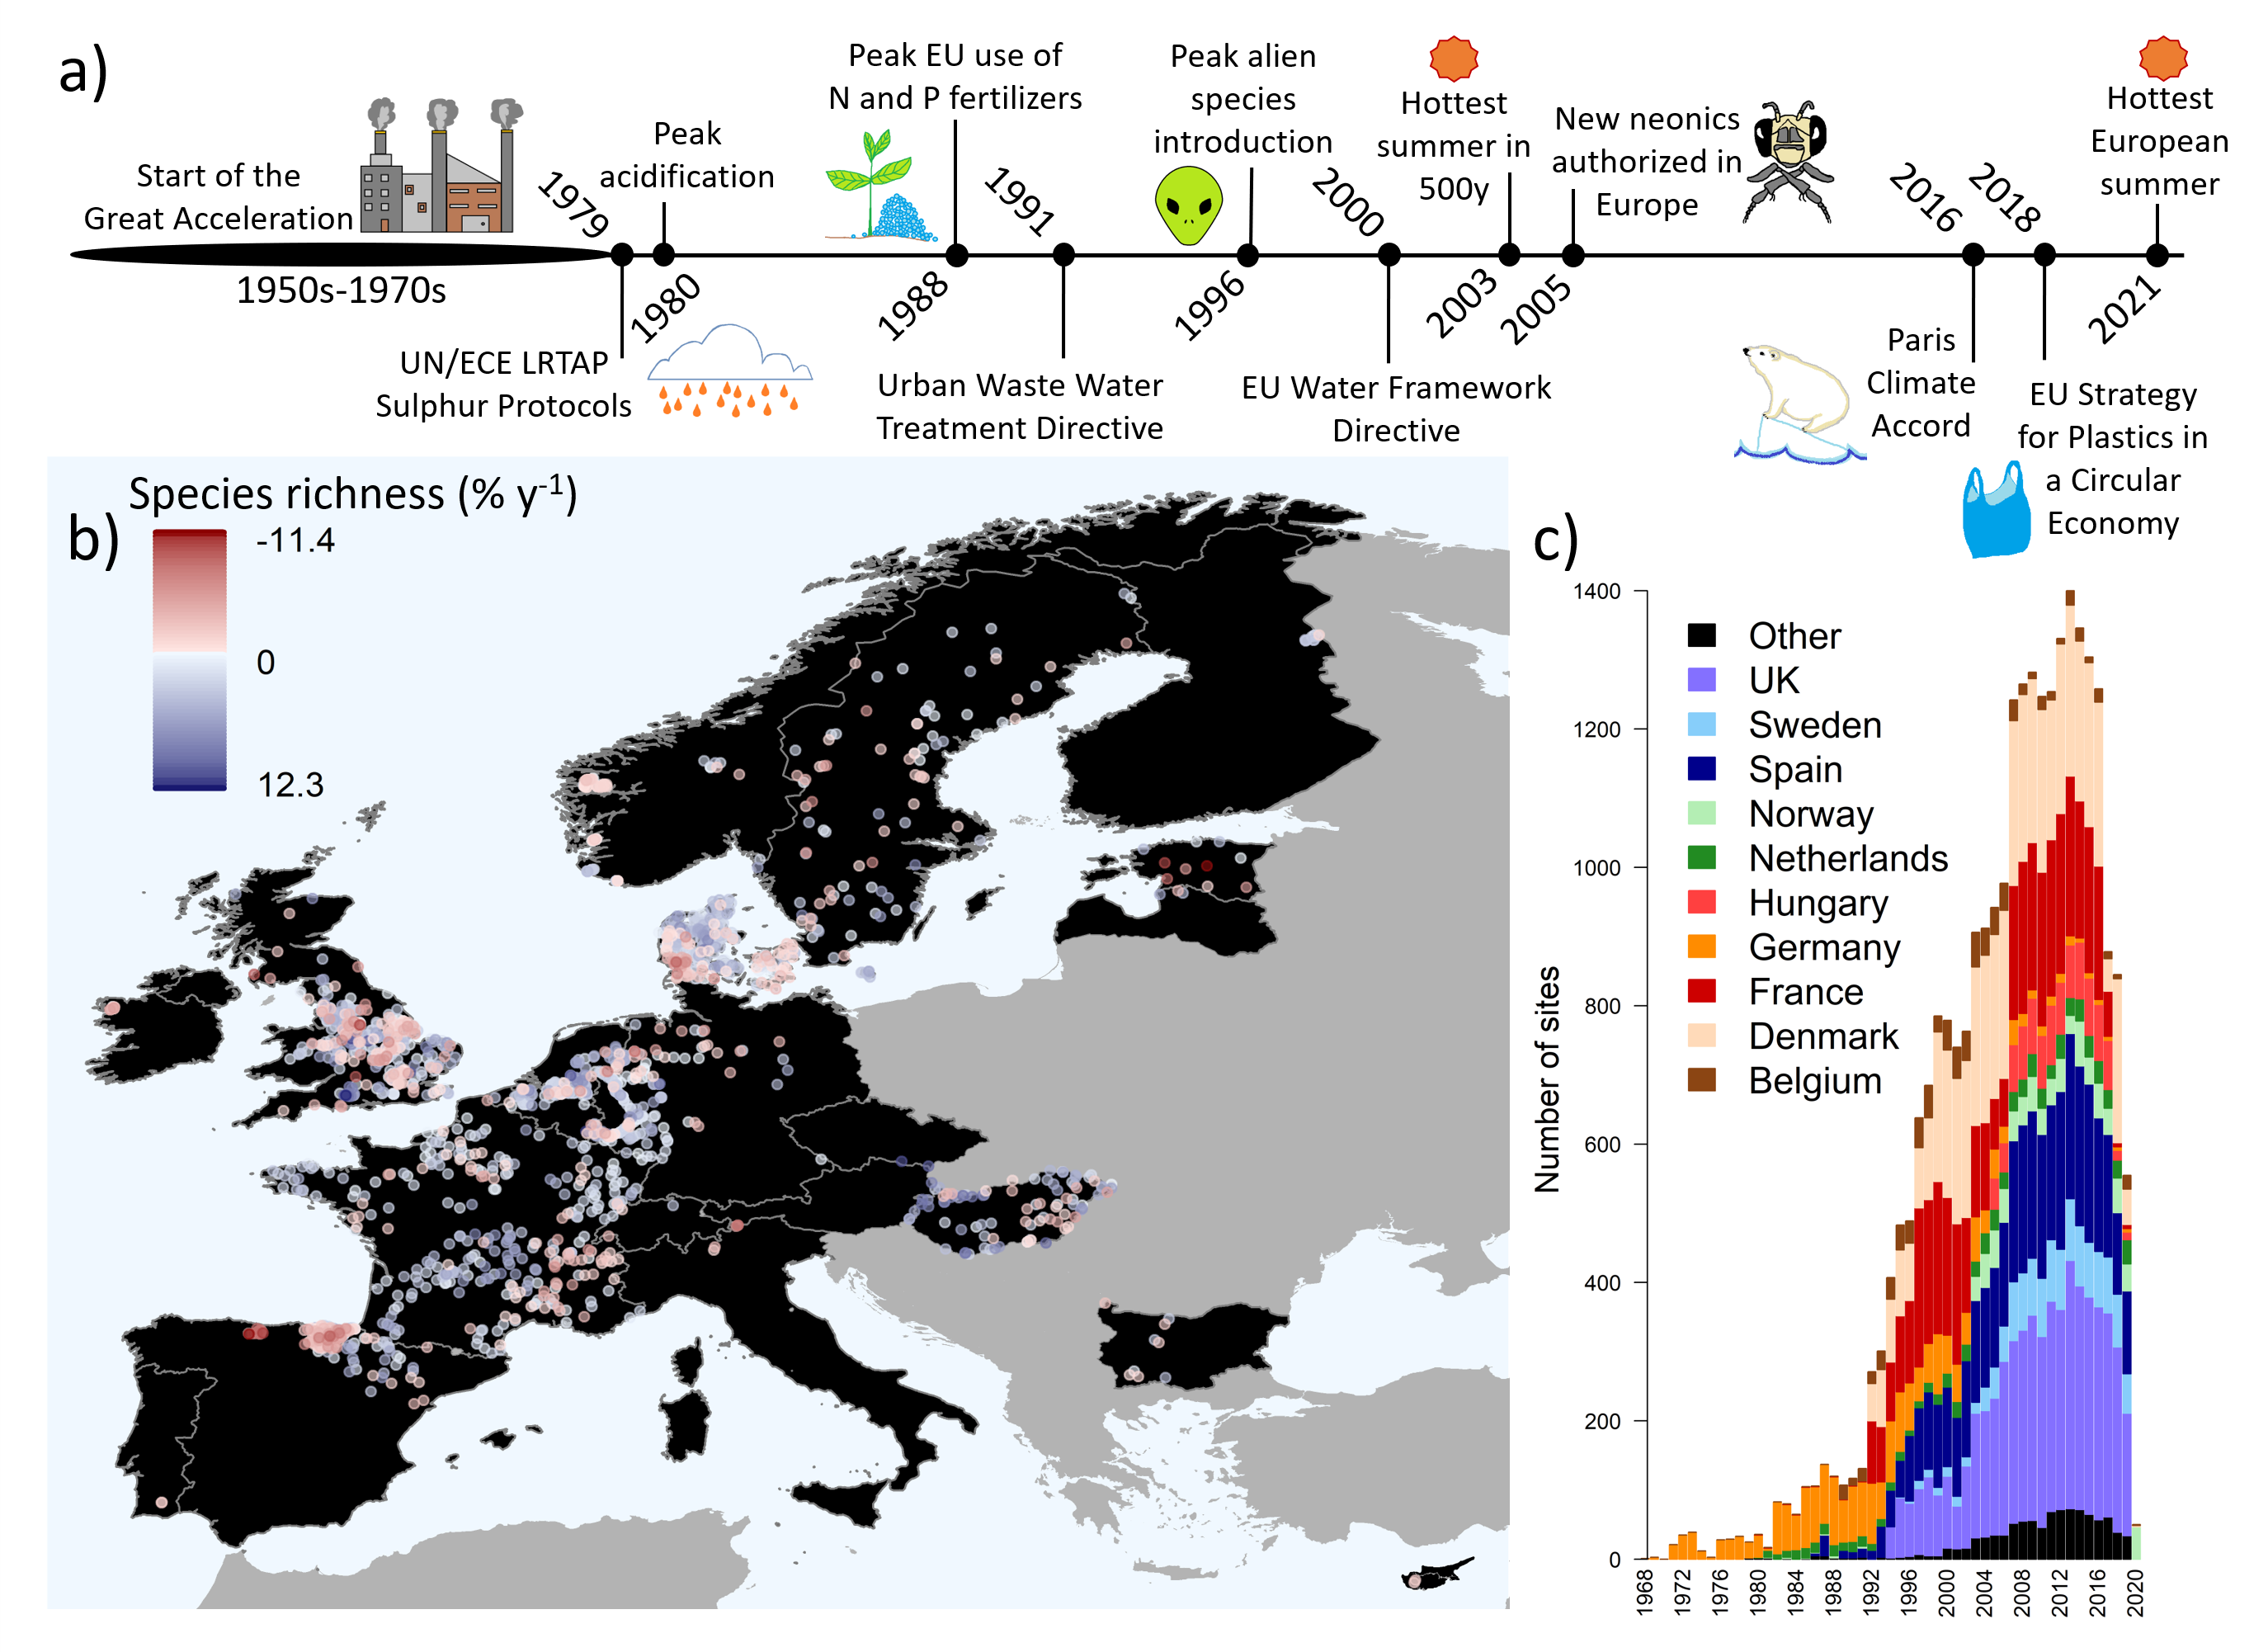 a)
Start of the
Great Acceleration
1950s-1970s
1979
UN/ECE LRTAP
Sulphur Protocols
Peak
acidification
1980
Peak EU use of
N and P fertilizers
1988
1991
Urban Waste Water
Treatment Directive
Peak alien
species
introduction
1996
2000
EU Water Framework
Directive
Hottest
summer in
500y
2003
New neonics
authorized in
Europe
2005
2016
Paris
Climate
Accord
2018
EU Strategy
for Plastics in
a Circular
Economy
Hottest
European
summer
2021
b)
Species richness (% y-1)
-11.4
0
12.3
c)
Number of sites
1400
1200
1000
800
600
400
200
0
Other
UK
Sweden
Spain
Norway
Netherlands
Hungary
Germany
France
Denmark
Belgium
1968
1972
1976
1980
1984
1988
1992
1996
2000
2004
2008
2012
2016
2020